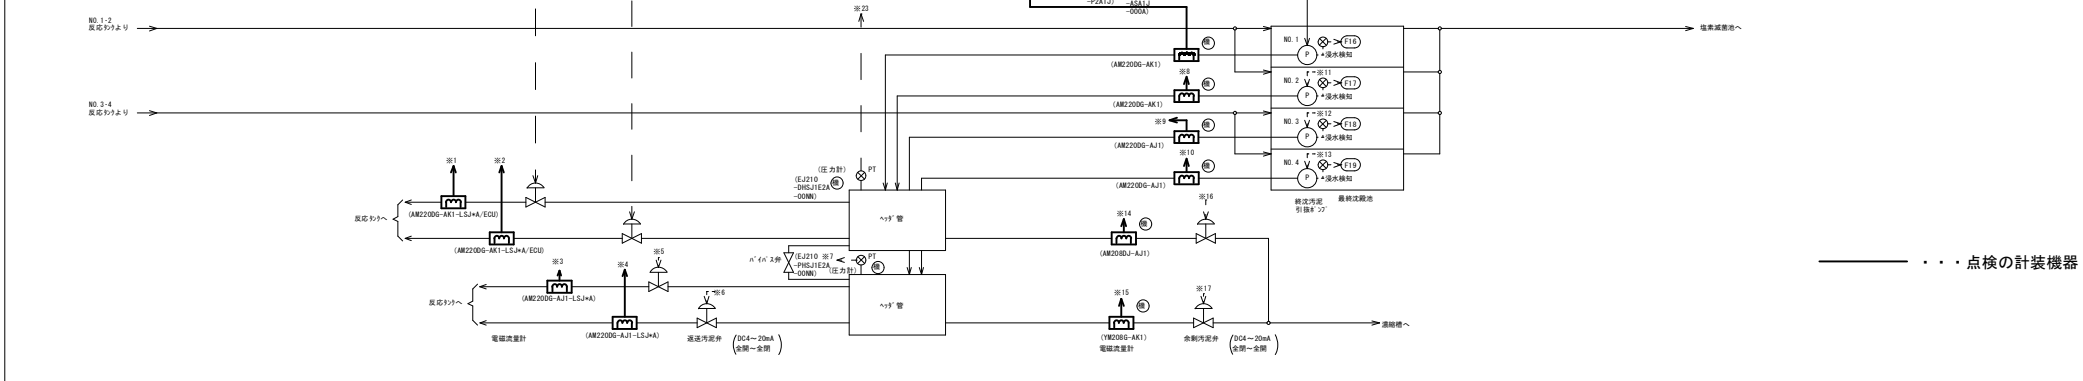 -P2A1J)
-ASA1J
-000A)
※23
NO.1-2
反応ﾀﾝｸより
塩素滅菌池へ
NO.1
F16
浸水検知
P
機
(AM220DG-AK1)
※8
※11
NO.2
F17
浸水検知
P
機
(AM220DG-AK1)
NO.3-4
反応ﾀﾝｸより
※9
※12
NO.3
F18
浸水検知
P
機
(AM220DG-AJ1)
※10
※13
NO.4
F19
浸水検知
P
機
(AM220DG-AJ1)
終沈汚泥
引抜ﾎﾟﾝﾌﾟ
最終沈殿池
※1
※2
(圧力計)
PT
(EJ210
-DHSJ1E2A
-00NN)
機
反応ﾀﾝｸへ
(AM220DG-AK1-LSJ*A/ECU)
(AM220DG-AK1-LSJ*A/ECU)
ﾍｯﾀﾞ管
※14
機
※16
(AM208DJ-AJ1)
※3
※4
※5
ﾊﾞｲﾊﾟｽ弁
(EJ210
-PHSJ1E2A
-00NN)
※7
PT
(圧力計)
機
反応ﾀﾝｸへ
(AM220DG-AJ1-LSJ*A)
※6
ﾍｯﾀﾞ管
※15
機
※17
濃縮槽へ
電磁流量計
(AM220DG-AJ1-LSJ*A)
返送汚泥弁
(DC4～20mA
全開～全閉)
(YM208G-AK1)
電磁流量計
余剰汚泥弁
(DC4～20mA
全閉～全開)
・・・点検の計装機器